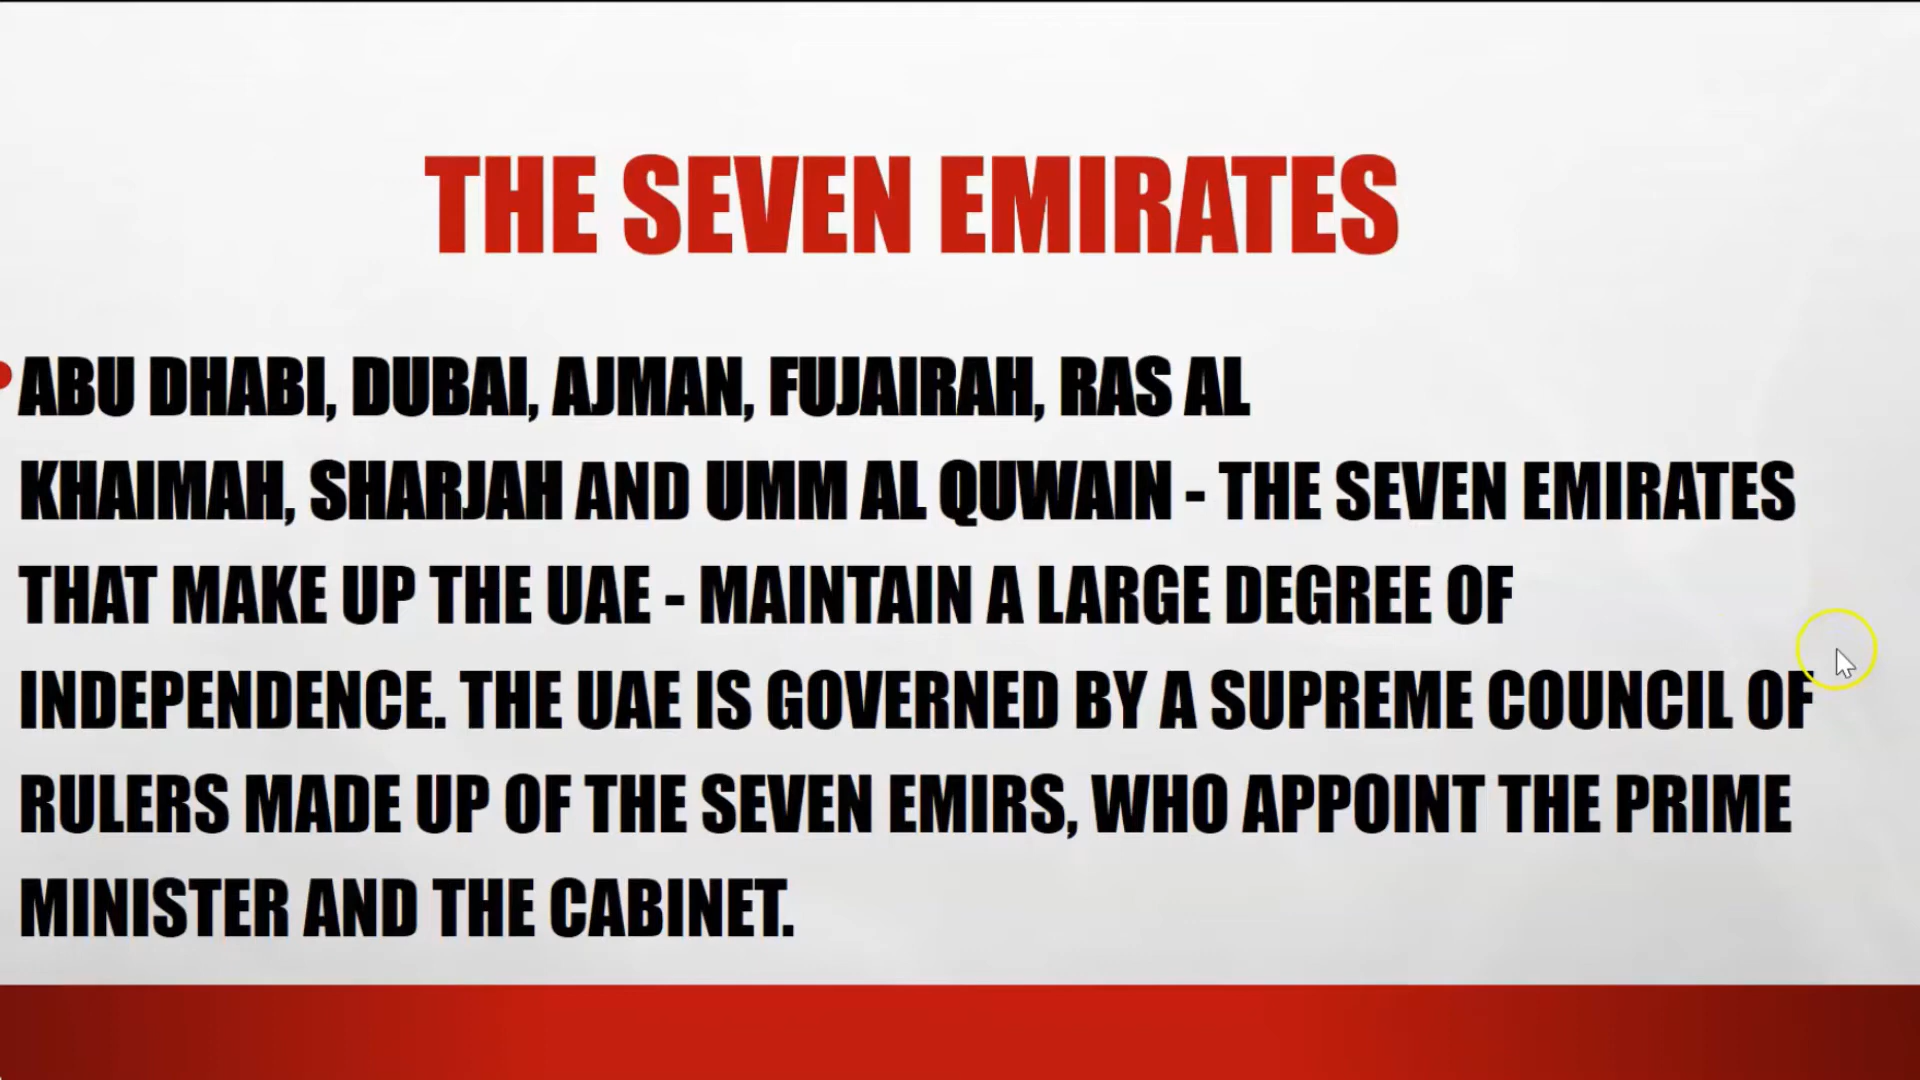 THE SEVEN EMIRATES
ABU DHABI, DUBAI, AJMAN, FUJAIRAH, RAS AL
KHAIMAH, SHARJAH AND UMM AL QUWAIN - THE SEVEN EMIRATES
THAT MAKE UP THE UAE - MAINTAIN A LARGE DEGREE OF
INDEPENDENCE. THE UAE IS GOVERNED BY A SUPREME COUNCIL OF
RULERS MADE UP OF THE SEVEN EMIRS, WHO APPOINT THE PRIME
MINISTER AND THE CABINET.